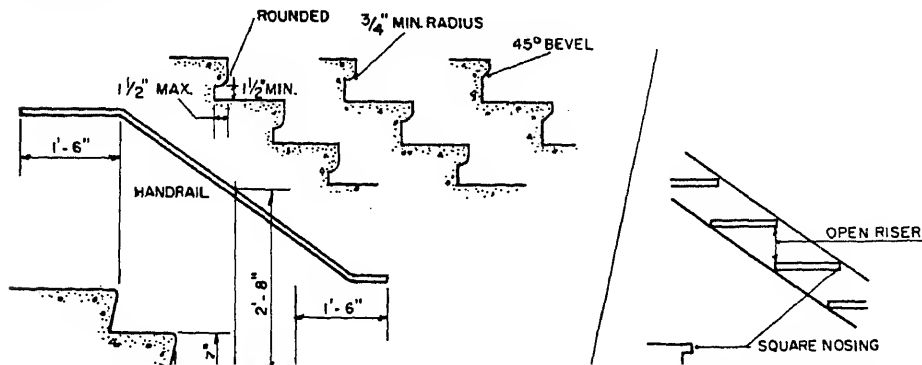 ROUNDED
3/4" MIN. RADIUS
45° BEVEL
1 1/2" MAX.
1 1/2" MIN.
1'-6"
HANDRAIL
2'-8"
1'-6"
7"
OPEN RISER
SQUARE NOSING